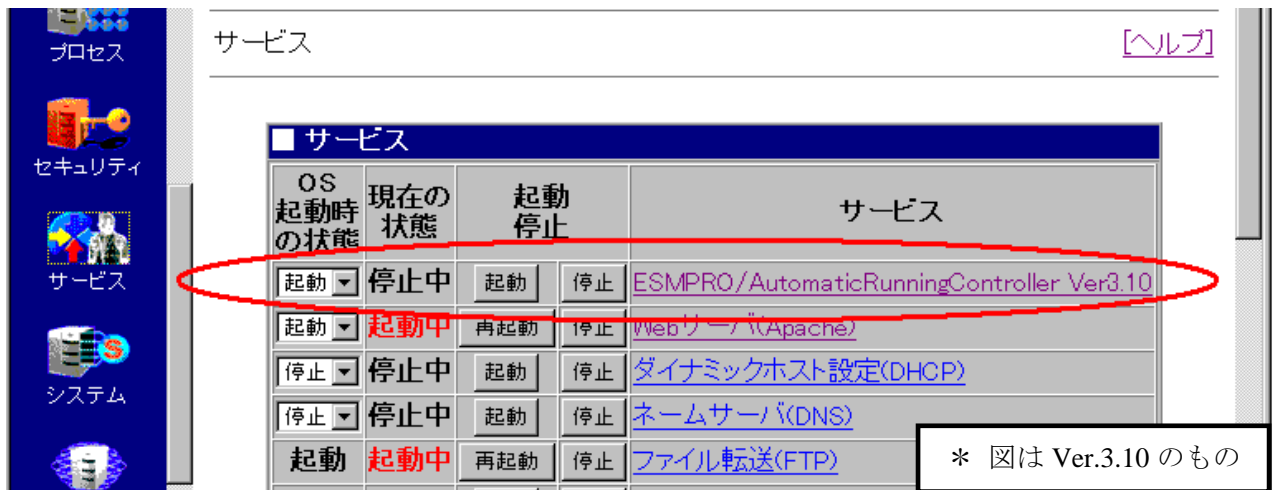 プロセス
セキュリティ
サービス
システム
サービス [ヘルプ]
■ サービス
OS起動時の状態 現在の状態 起動停止 サービス
起動 停止中 起動 停止 ESMPRO/AutomaticRunningController Ver3.10
起動 起動中 再起動 停止 Webサーバ(Apache)
停止 停止中 起動 停止 ダイナミックホスト設定(DHCP)
停止 停止中 起動 停止 ネームサーバ(DNS)
起動 起動中 再起動 停止 ファイル転送(FTP)
＊ 図は Ver.3.10 のもの